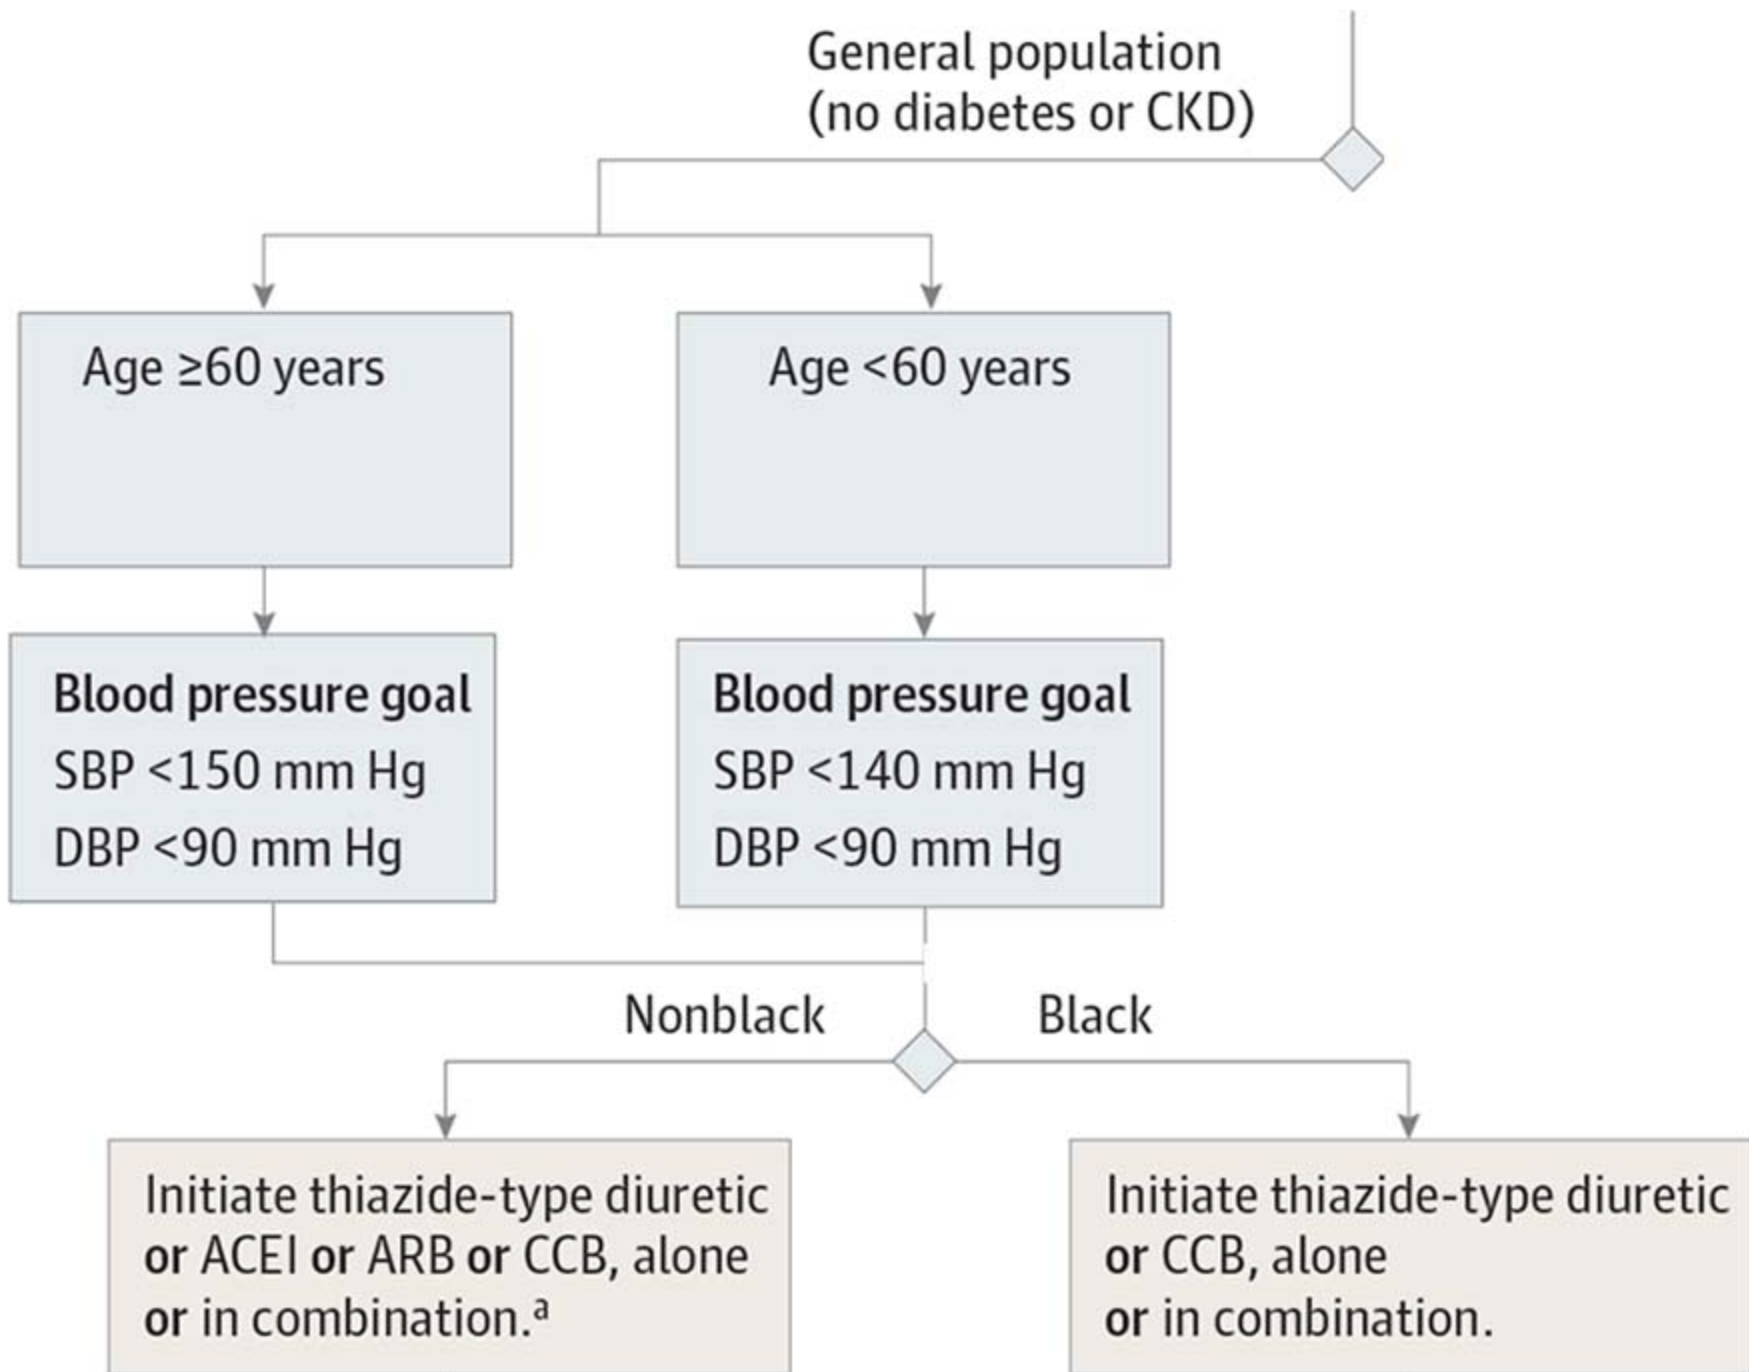 General population
(no diabetes or CKD)
Age ≥60 years
Age <60 years
Blood pressure goal
SBP <150 mm Hg
DBP <90 mm Hg
Blood pressure goal
SBP <140 mm Hg
DBP <90 mm Hg
Nonblack
Black
Initiate thiazide-type diuretic
or ACEI or ARB or CCB, alone
or in combination.ᵃ
Initiate thiazide-type diuretic
or CCB, alone
or in combination.